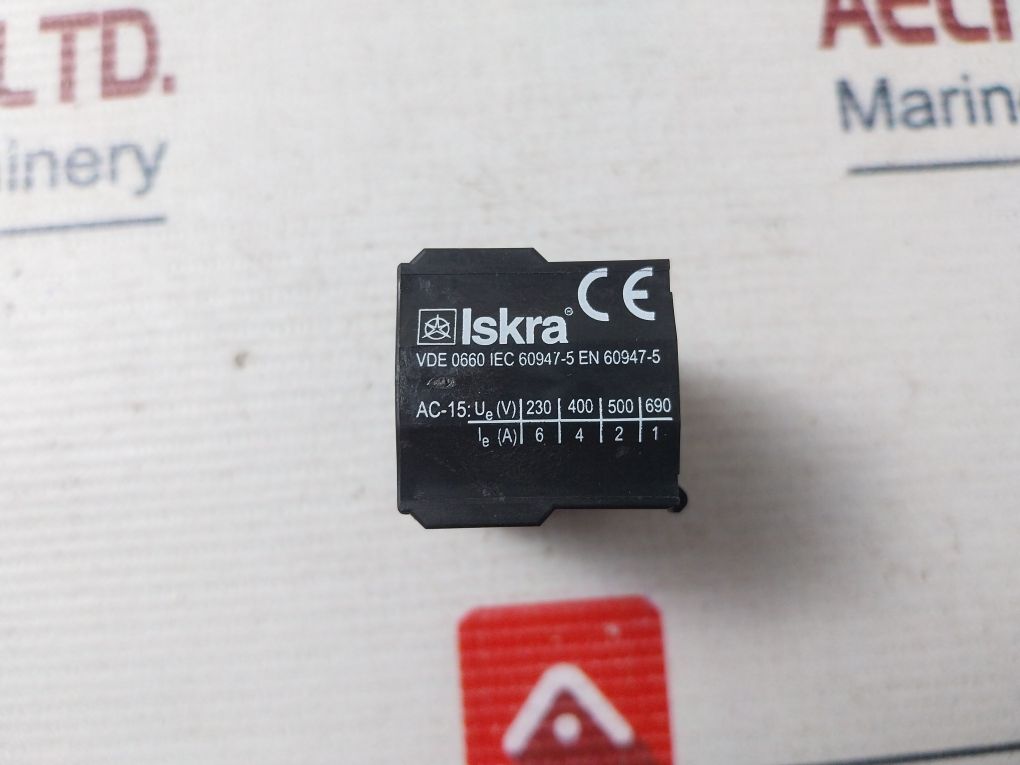 LTD.
inery
Marin
Iskra
CE
VDE 0660 IEC 60947-5 EN 60947-5
AC-15: Ue (V) 230 400 500 690
Ie (A) 6 4 2 1